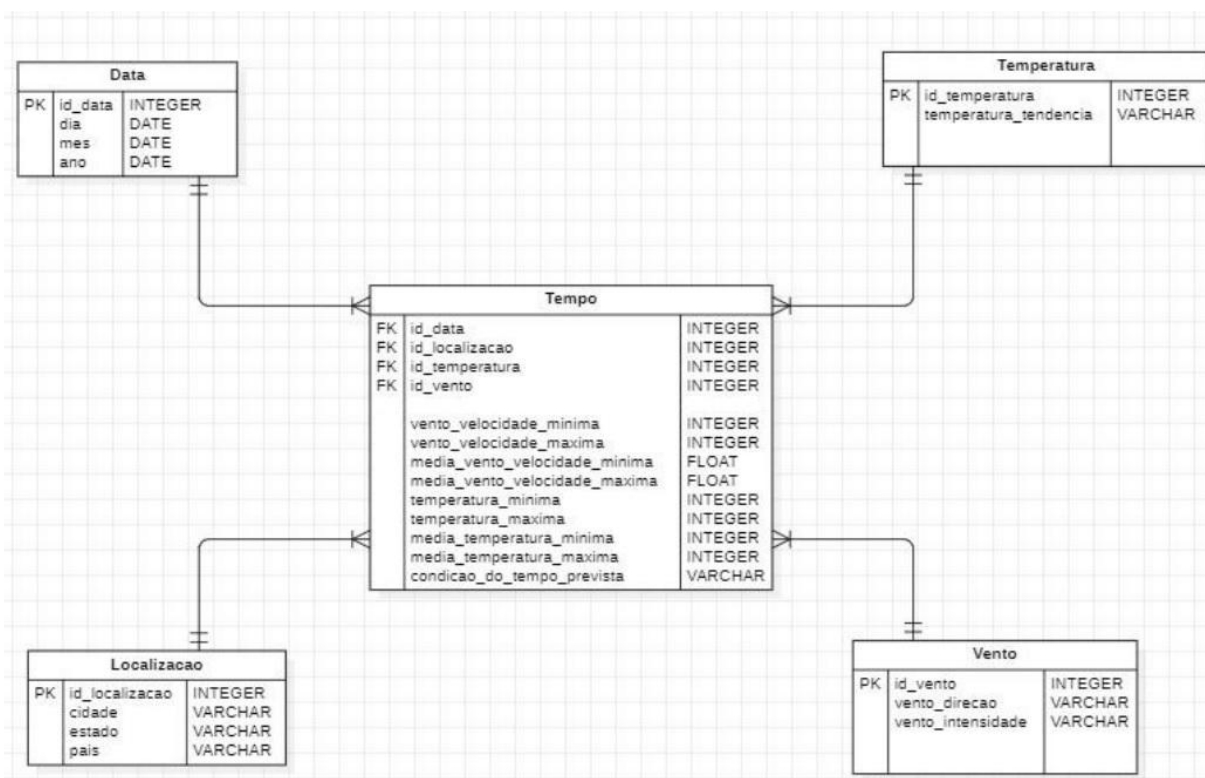 Data
PK id_data INTEGER
dia DATE
mes DATE
ano DATE
Temperatura
PK id_temperatura INTEGER
temperatura_tendencia VARCHAR
Tempo
FK id_data INTEGER
FK id_localizacao INTEGER
FK id_temperatura INTEGER
FK id_vento INTEGER
vento_velocidade_minima INTEGER
vento_velocidade_maxima INTEGER
media_vento_velocidade_minima FLOAT
media_vento_velocidade_maxima FLOAT
temperatura_minima INTEGER
temperatura_maxima INTEGER
media_temperatura_minima INTEGER
media_temperatura_maxima INTEGER
condicao_do_tempo_prevista VARCHAR
Localizacao
PK id_localizacao INTEGER
cidade VARCHAR
estado VARCHAR
pais VARCHAR
Vento
PK id_vento INTEGER
vento_direcao VARCHAR
vento_intensidade VARCHAR